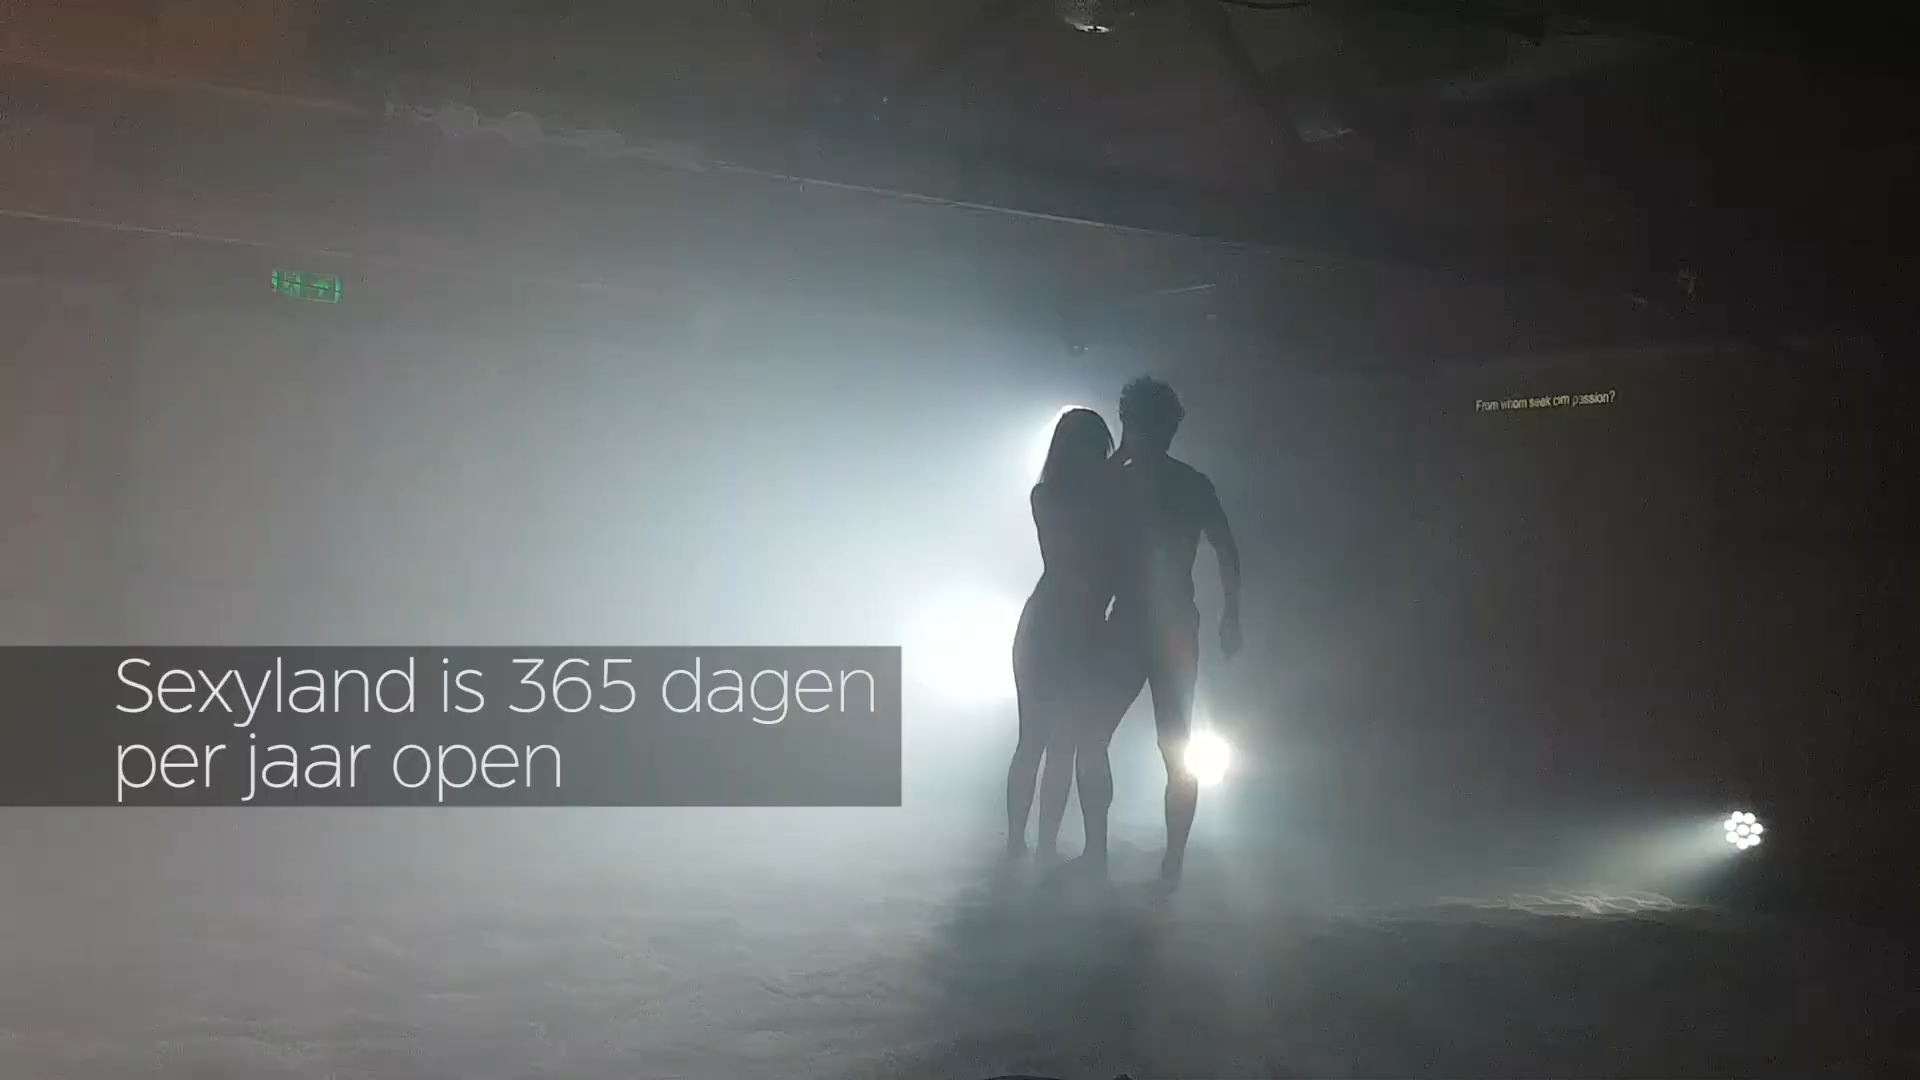 From whom seek
passion?
Sexyland is 365 dagen
per jaar open